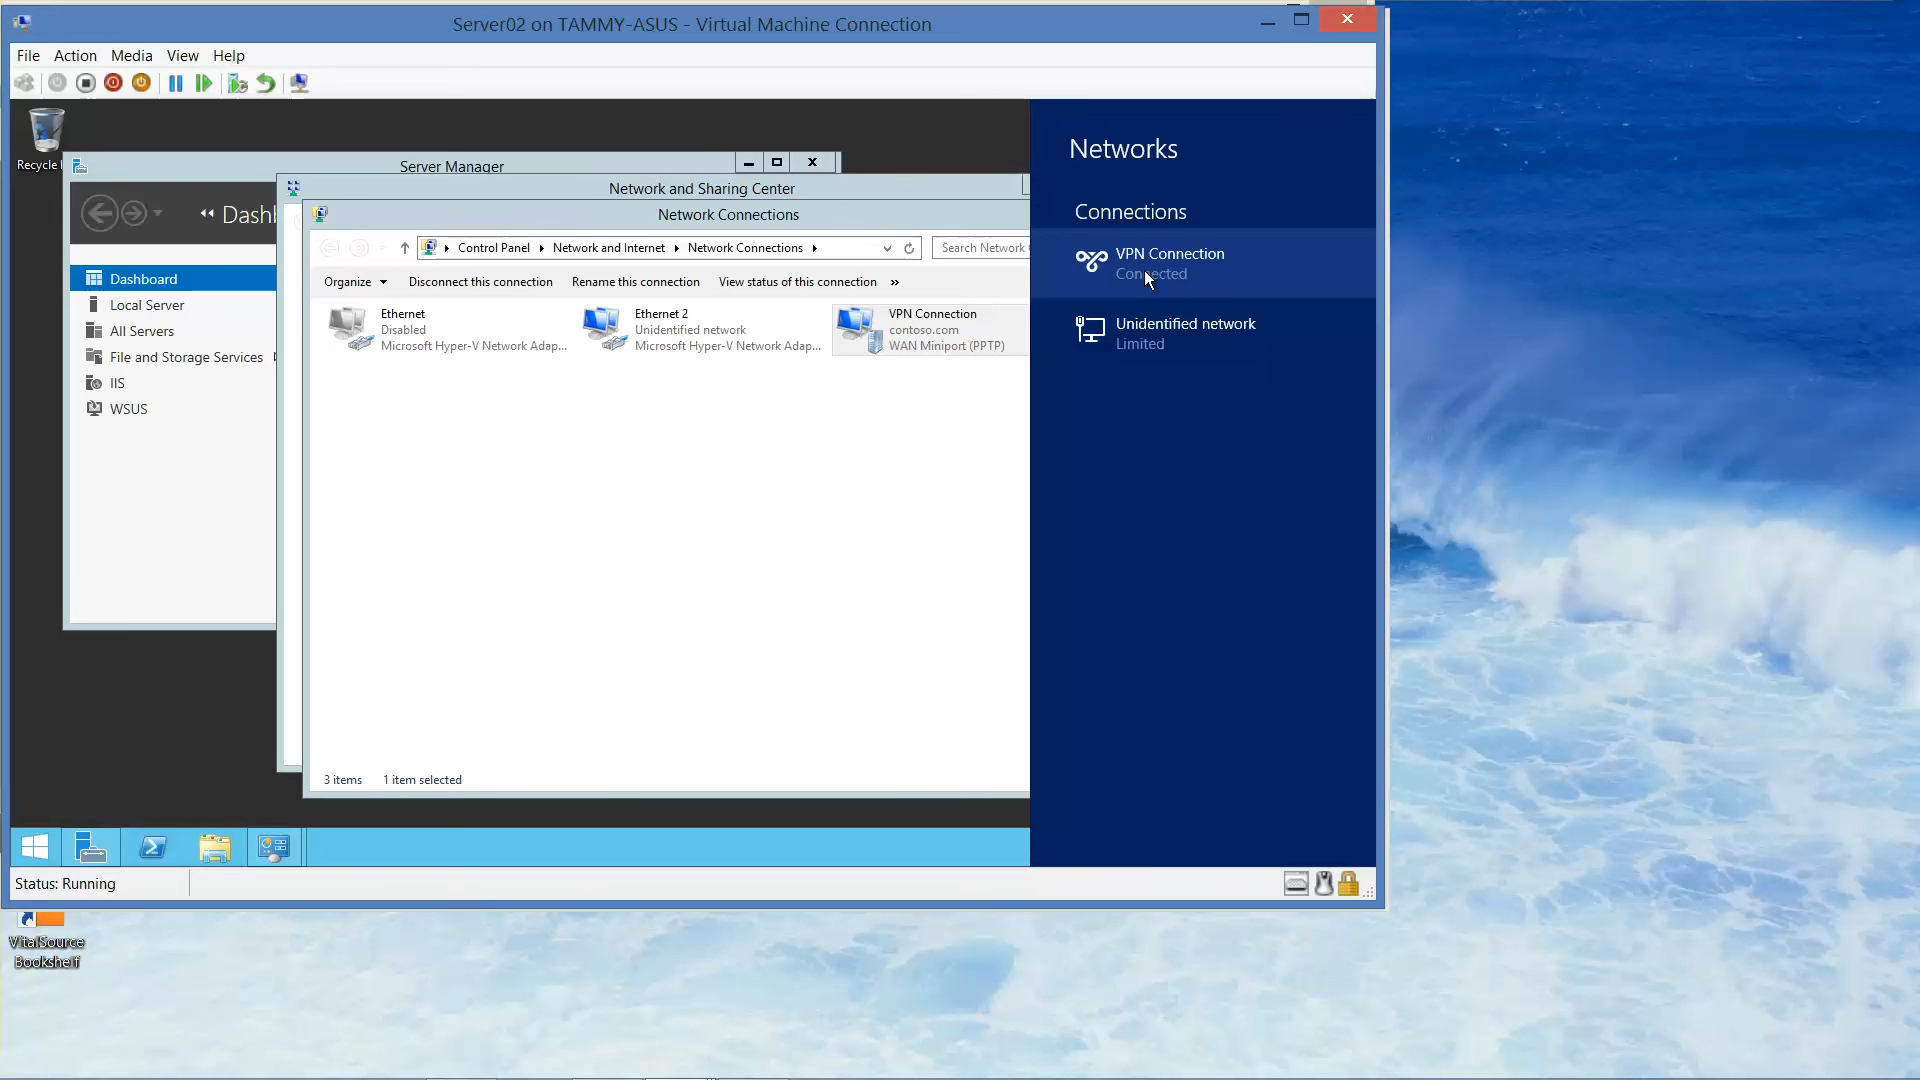 Server02 on TAMMY-ASUS - Virtual Machine Connection
File Action Media View Help
Recycle
Server Manager
Dashl
Dashboard
Local Server
All Servers
File and Storage Services
IIS
WSUS
Network and Sharing Center
Network Connections
Control Panel Network and Internet Network Connections
Search Network
Organize Disconnect this connection Rename this connection View status of this connection »
Ethernet
Disabled
Microsoft Hyper-V Network Adap...
Ethernet 2
Unidentified network
Microsoft Hyper-V Network Adap...
VPN Connection
contoso.com
WAN Miniport (PPTP)
3 items 1 item selected
Networks
Connections
VPN Connection
Connected
Unidentified network
Limited
Status: Running
VitalSource
Bookshelf